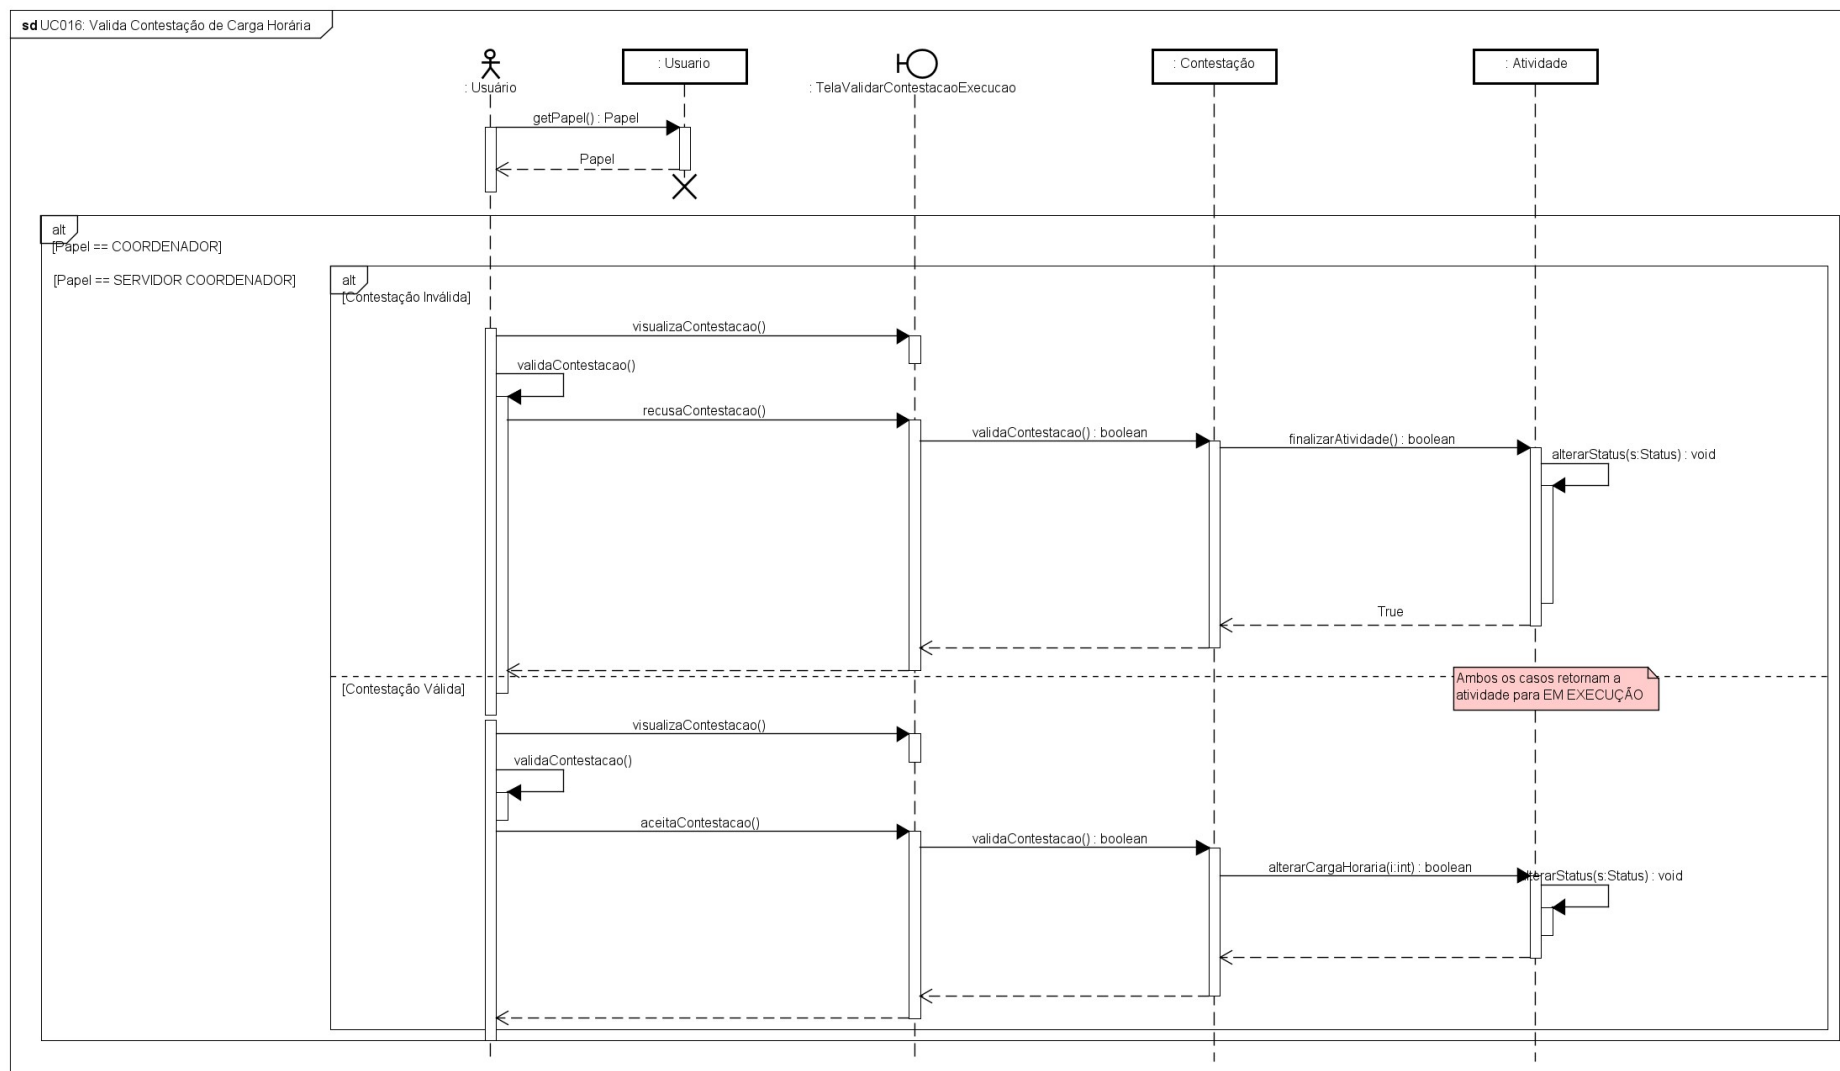 sd UC016: Valida Contestação de Carga Horária
: Usuário
: Usuario
: TelaValidarContestacaoExecucao
: Contestação
: Atividade
getPapel() : Papel
Papel
alt
[Papel == COORDENADOR]
[Papel == SERVIDOR COORDENADOR]
alt
[Contestação Inválida]
visualizaContestacao()
validaContestacao()
recusaContestacao()
validaContestacao() : boolean
finalizarAtividade() : boolean
alterarStatus(s:Status) : void
True
[Contestação Válida]
Ambos os casos retornam a
atividade para EM EXECUÇÃO
visualizaContestacao()
validaContestacao()
aceitaContestacao()
validaContestacao() : boolean
alterarCargaHoraria(i:int) : boolean
alterarStatus(s:Status) : void